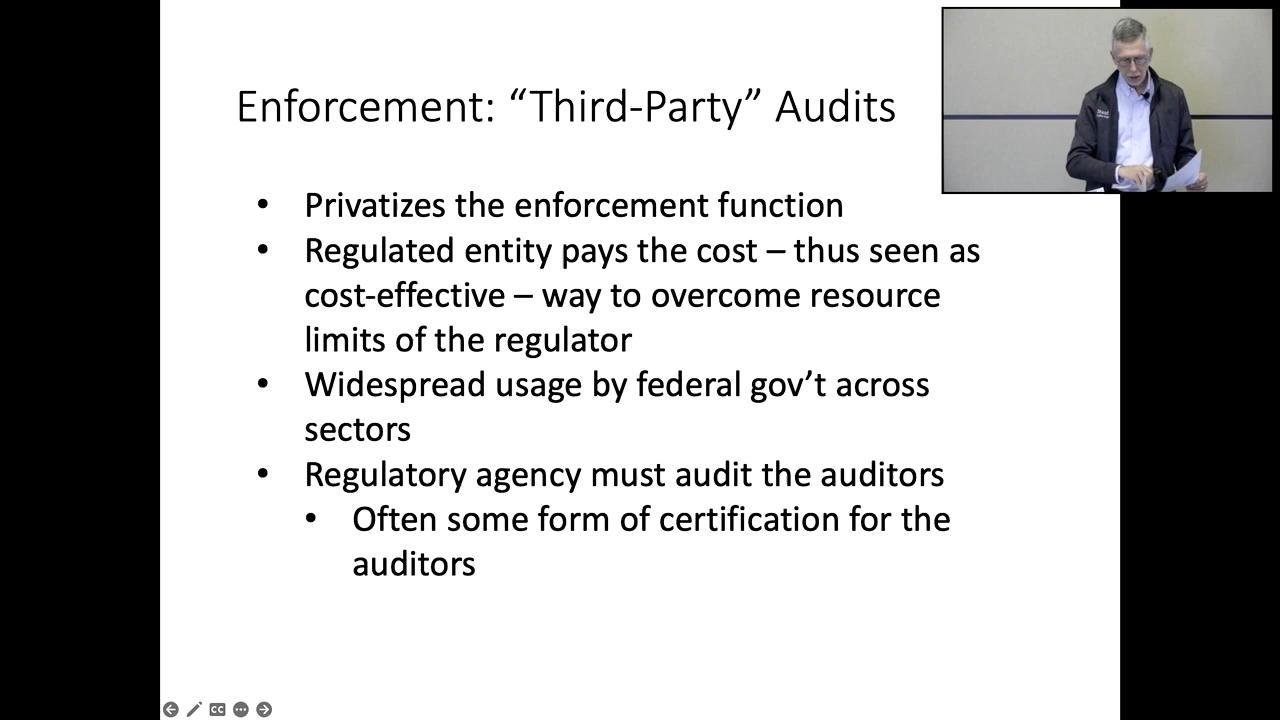 Enforcement: “Third-Party” Audits
• Privatizes the enforcement function
• Regulated entity pays the cost – thus seen as
cost-effective – way to overcome resource
limits of the regulator
• Widespread usage by federal gov’t across
sectors
• Regulatory agency must audit the auditors
• Often some form of certification for the
auditors
CC